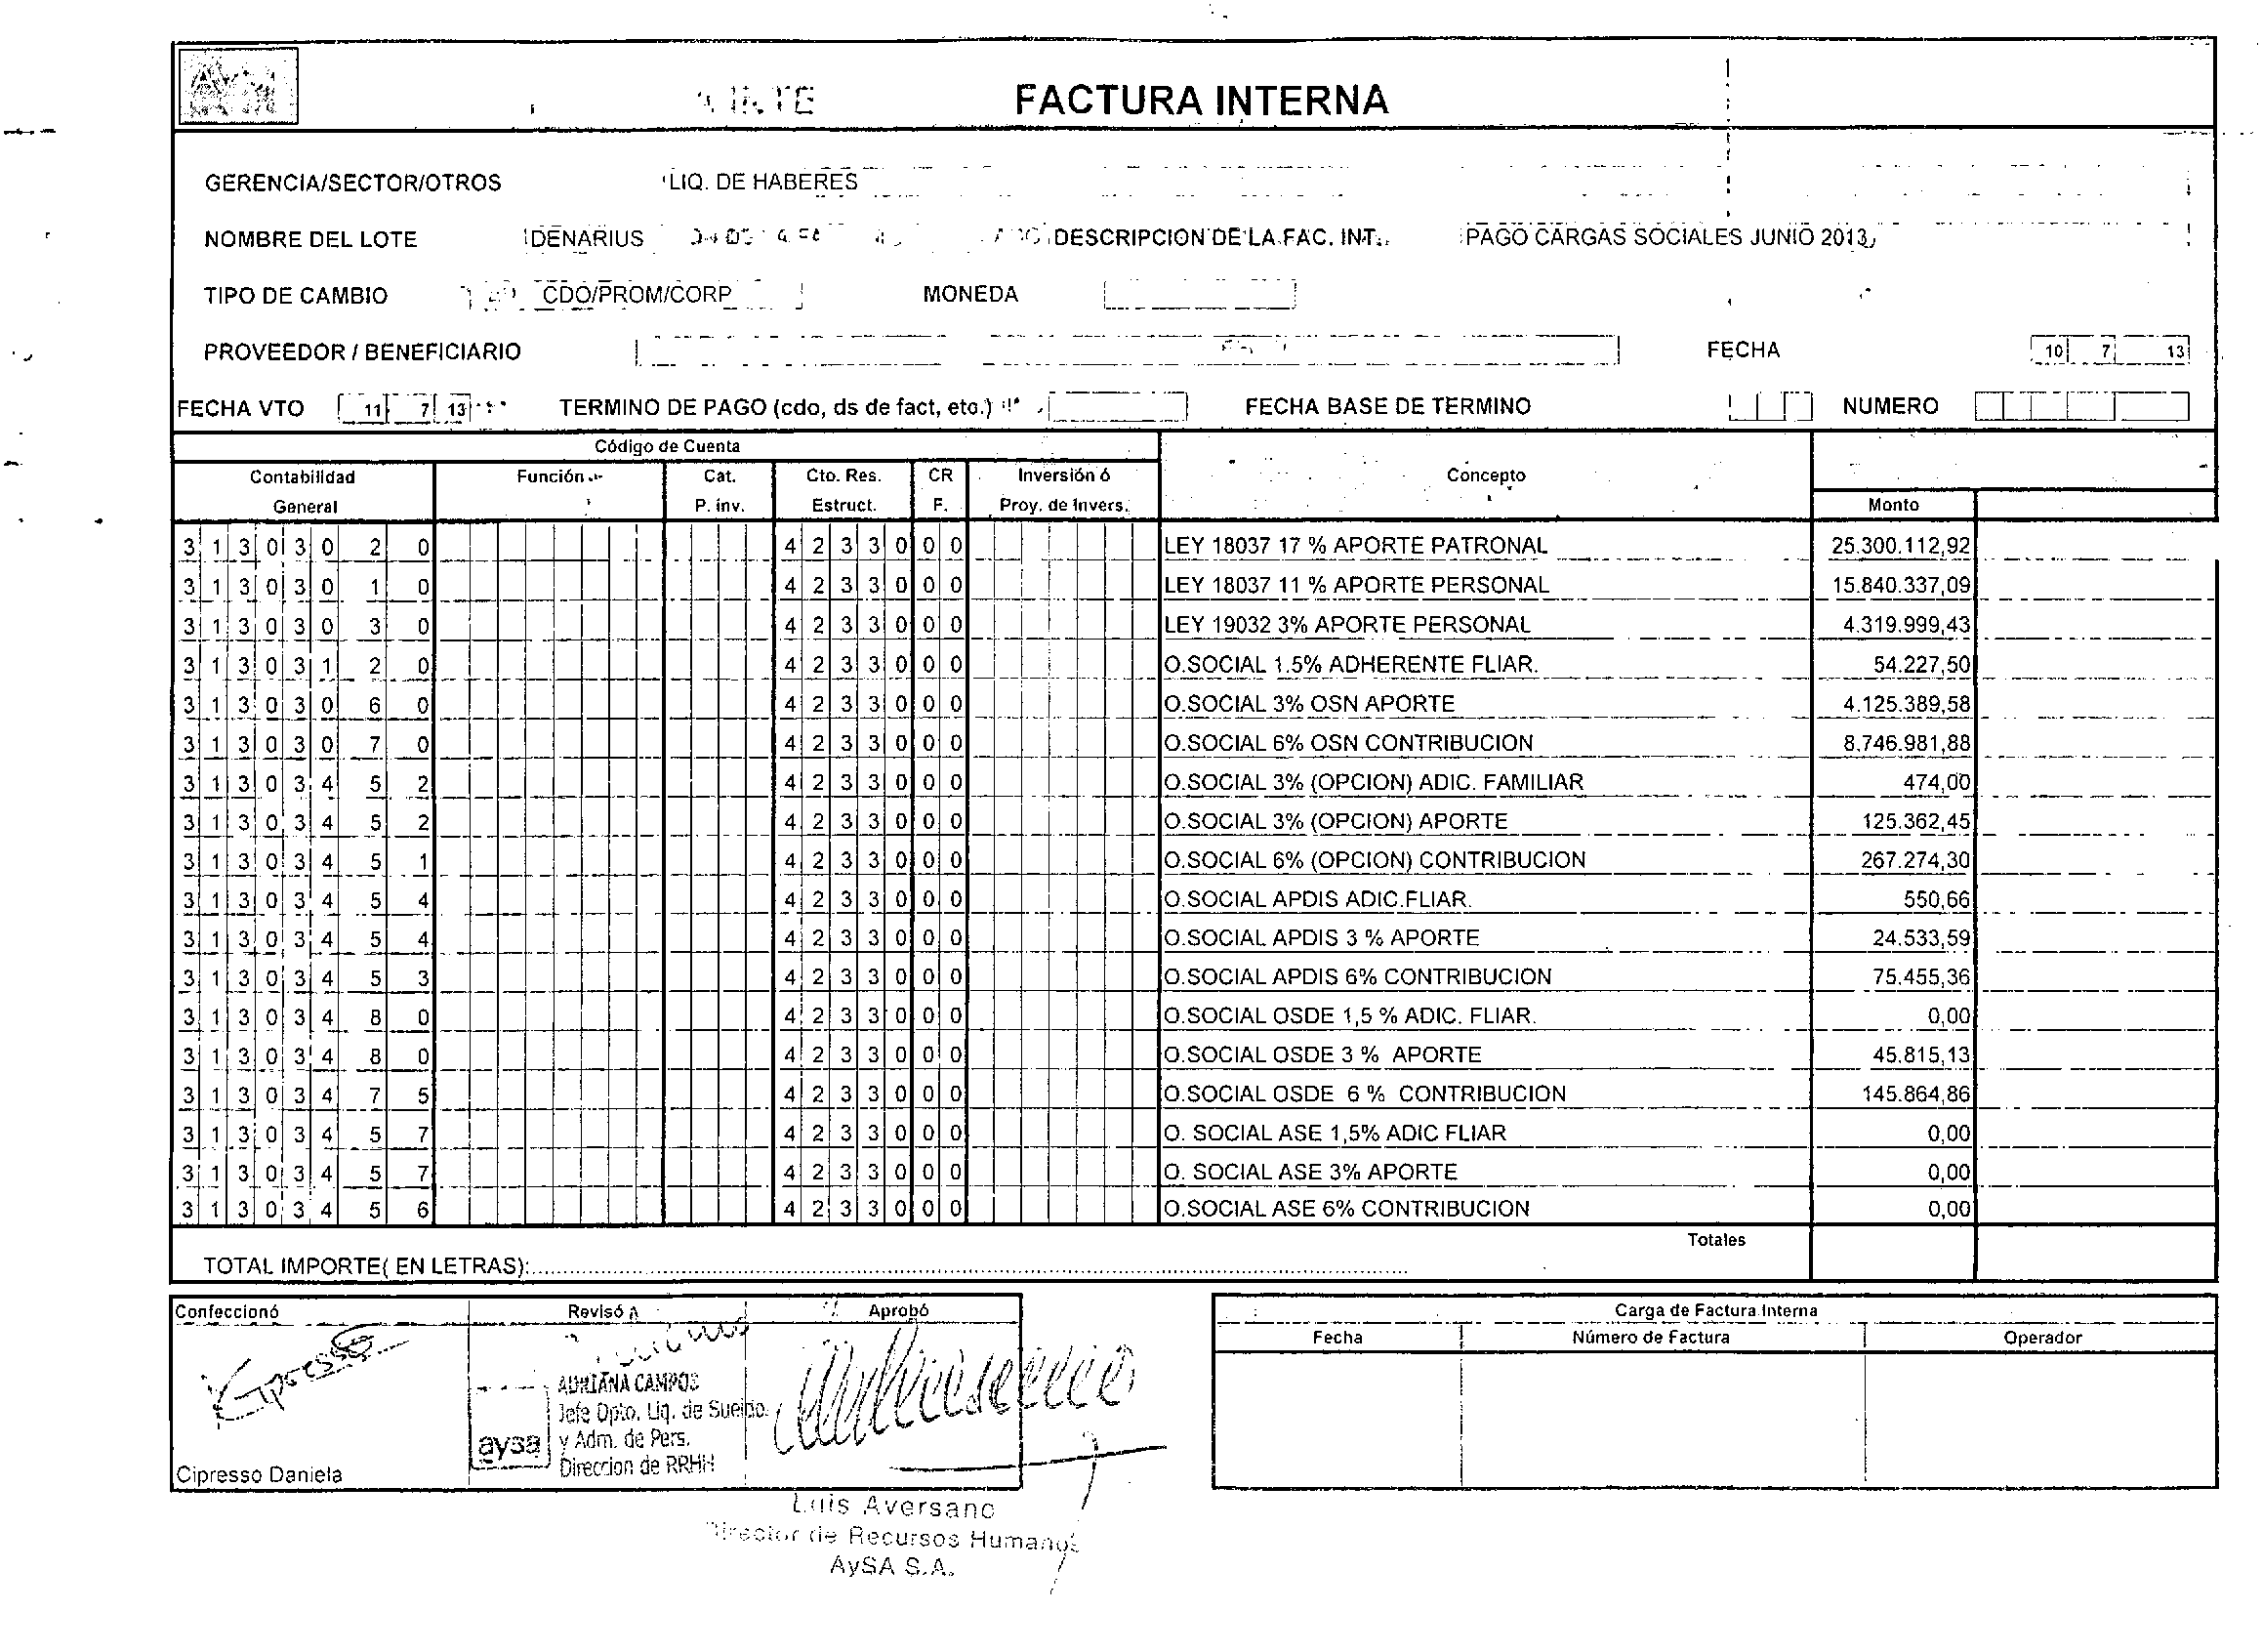 FACTURA INTERNA
GERENCIA/SECTOR/OTROS LIQ. DE HABERES
NOMBRE DEL LOTE DENARIUS DESCRIPCION DE LA FAC. INT. PAGO CARGAS SOCIALES JUNIO 2013
TIPO DE CAMBIO CDO/PROM/CORP MONEDA
PROVEEDOR / BENEFICIARIO FECHA 10 7 13
FECHA VTO 11 7 13 TERMINO DE PAGO (cdo, ds de fact, etc.) FECHA BASE DE TERMINO NUMERO
Código de Cuenta
Contabilidad General Función Cat. P. inv. Cto. Res. Estruct. CR F. Inversión ó Proy. de Invers. Concepto Monto
3 1 3 0 3 0 2 0 4 2 3 3 0 0 0 LEY 18037 17 % APORTE PATRONAL 25.300.112,92
3 1 3 0 3 0 1 0 4 2 3 3 0 0 0 LEY 18037 11 % APORTE PERSONAL 15.840.337,09
3 1 3 0 3 0 3 0 4 2 3 3 0 0 0 LEY 19032 3% APORTE PERSONAL 4.319.999,43
3 1 3 0 3 1 2 0 4 2 3 3 0 0 0 O.SOCIAL 1.5% ADHERENTE FLIAR. 54.227,50
3 1 3 0 3 0 6 0 4 2 3 3 0 0 0 O.SOCIAL 3% OSN APORTE 4.125.389,58
3 1 3 0 3 0 7 0 4 2 3 3 0 0 0 O.SOCIAL 6% OSN CONTRIBUCION 8.746.981,88
3 1 3 0 3 4 5 2 4 2 3 3 0 0 0 O.SOCIAL 3% (OPCION) ADIC. FAMILIAR 474,00
3 1 3 0 3 4 5 2 4 2 3 3 0 0 0 O.SOCIAL 3% (OPCION) APORTE 125.362,45
3 1 3 0 3 4 5 1 4 2 3 3 0 0 0 O.SOCIAL 6% (OPCION) CONTRIBUCION 267.274,30
3 1 3 0 3 4 5 4 4 2 3 3 0 0 0 O.SOCIAL APDIS ADIC.FLIAR. 550,66
3 1 3 0 3 4 5 4 4 2 3 3 0 0 0 O.SOCIAL APDIS 3 % APORTE 24.533,59
3 1 3 0 3 4 5 3 4 2 3 3 0 0 0 O.SOCIAL APDIS 6% CONTRIBUCION 75.455,36
3 1 3 0 3 4 8 0 4 2 3 3 0 0 0 O.SOCIAL OSDE 1,5 % ADIC. FLIAR. 0,00
3 1 3 0 3 4 8 0 4 2 3 3 0 0 0 O.SOCIAL OSDE 3 % APORTE 45.815,13
3 1 3 0 3 4 7 5 4 2 3 3 0 0 0 O.SOCIAL OSDE 6 % CONTRIBUCION 145.864,86
3 1 3 0 3 4 5 7 4 2 3 3 0 0 0 O. SOCIAL ASE 1,5% ADIC FLIAR 0,00
3 1 3 0 3 4 5 7 4 2 3 3 0 0 0 O. SOCIAL ASE 3% APORTE 0,00
3 1 3 0 3 4 5 6 4 2 3 3 0 0 0 O.SOCIAL ASE 6% CONTRIBUCION 0,00
Totales
TOTAL IMPORTE( EN LETRAS):
Confeccionó Revisó Aprobó
Carga de Factura Interna
Fecha Número de Factura Operador
ADRIANA CAMPOS
Jefe Dpto. Liq. de Sueldo.
y Adm. de Pers.
Direccion de RRHH
aysa
Cipresso Daniela
Luis Aversano
Director de Recursos Humanos
AySA S.A.